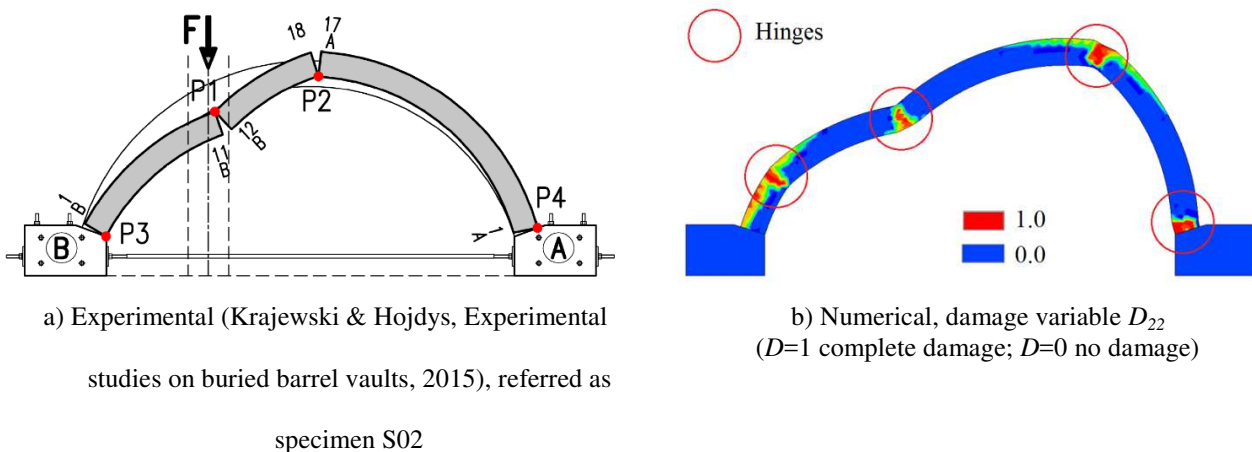 F
18
17
A
P1
P2
12
B
11
B
1
B
P3
P4
1
A
B
A
a) Experimental (Krajewski & Hojdys, Experimental
studies on buried barrel vaults, 2015), referred as
specimen S02
Hinges
1.0
0.0
b) Numerical, damage variable D22
(D=1 complete damage; D=0 no damage)